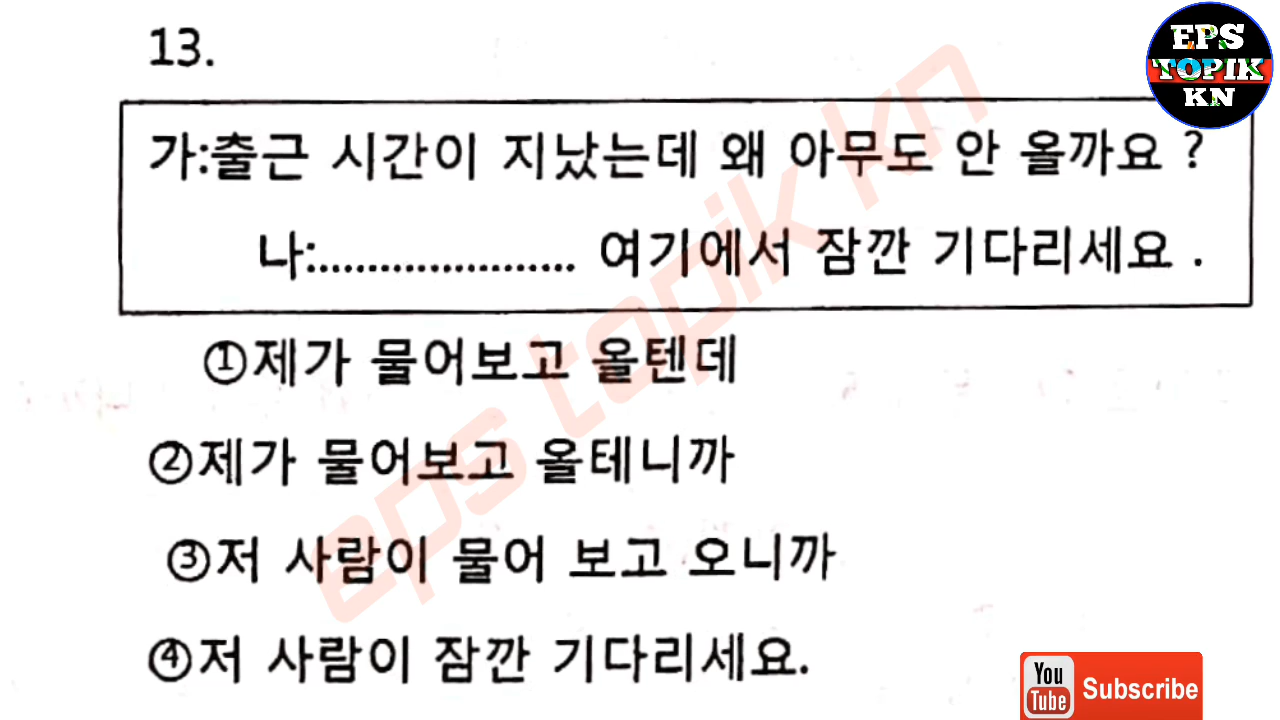 EPS
TOPIK
KN
13.
가:출근 시간이 지났는데 왜 아무도 안 올까요 ?
나:..................... 여기에서 잠깐 기다리세요 .
①제가 물어보고 올텐데
②제가 물어보고 올테니까
③저 사람이 물어 보고 오니까
④저 사람이 잠깐 기다리세요.
eps topik kn
You
Tube
Subscribe